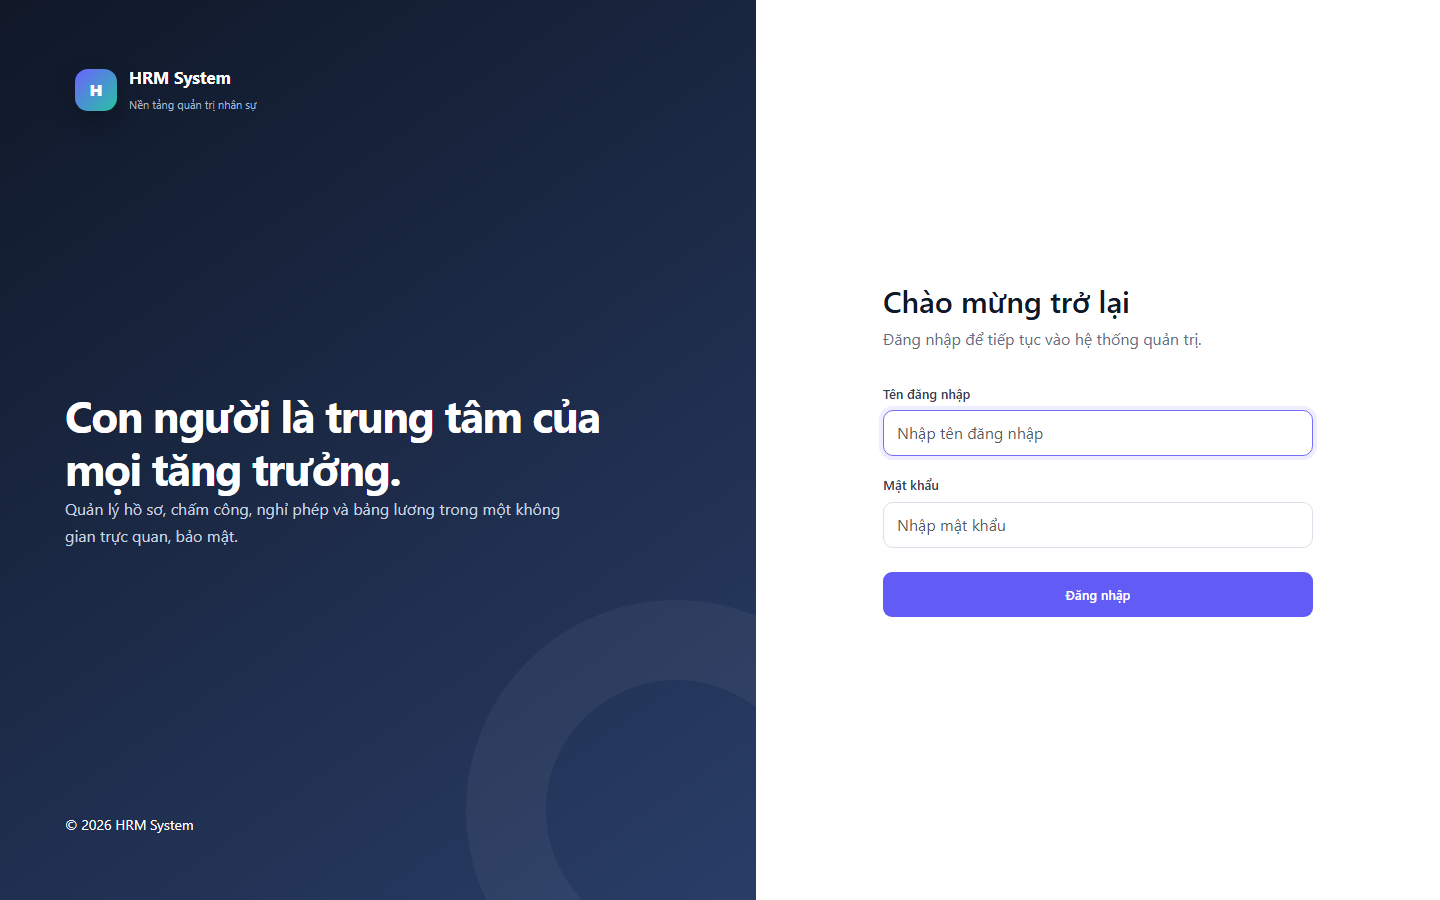 H
HRM System
Nền tảng quản trị nhân sự
Con người là trung tâm của
mọi tăng trưởng.
Quản lý hồ sơ, chấm công, nghỉ phép và bảng lương trong một không
gian trực quan, bảo mật.
© 2026 HRM System
Chào mừng trở lại
Đăng nhập để tiếp tục vào hệ thống quản trị.
Tên đăng nhập
Nhập tên đăng nhập
Mật khẩu
Nhập mật khẩu
Đăng nhập